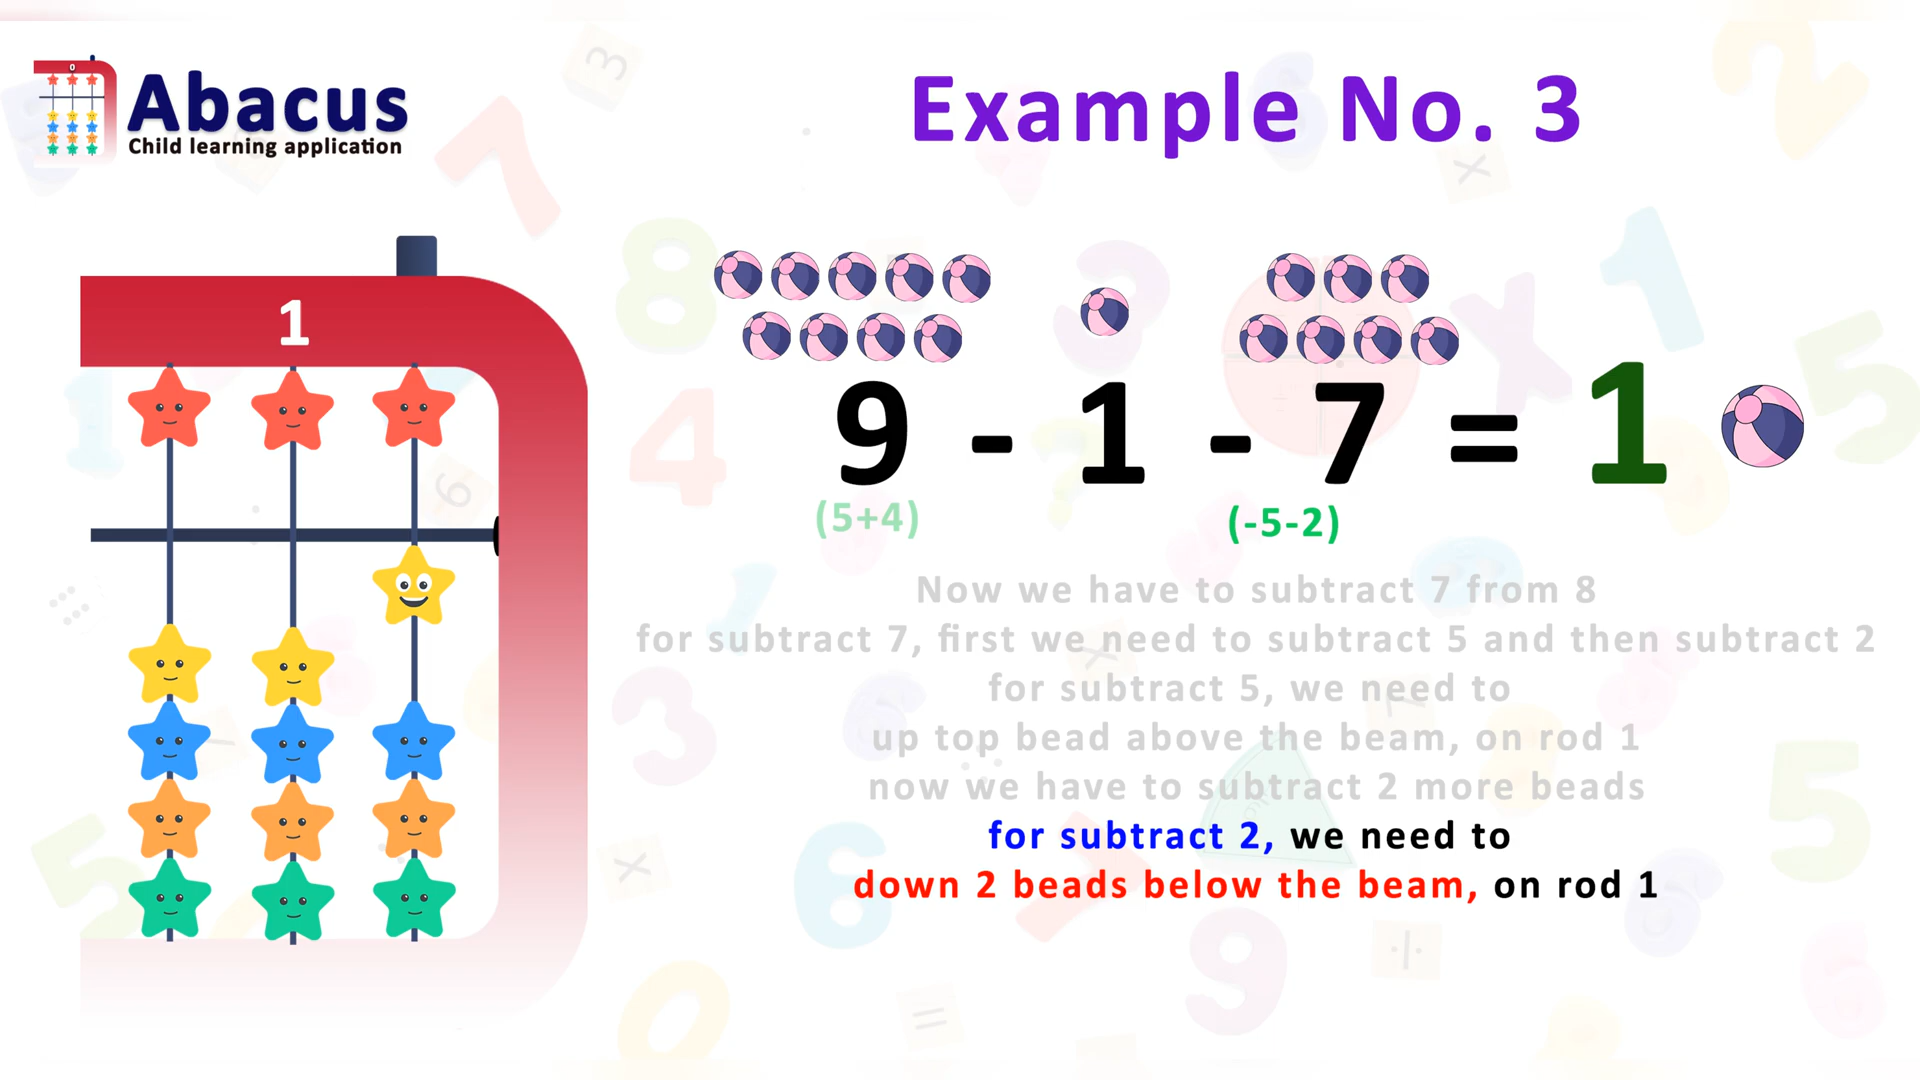 Abacus
Child learning application
Example No. 3
1
9 - 1 - 7 = 1
(5+4) (-5-2)
Now we have to subtract 7 from 8
for subtract 7, first we need to subtract 5 and then subtract 2
for subtract 5, we need to
up top bead above the beam, on rod 1
now we have to subtract 2 more beads
for subtract 2, we need to
down 2 beads below the beam, on rod 1